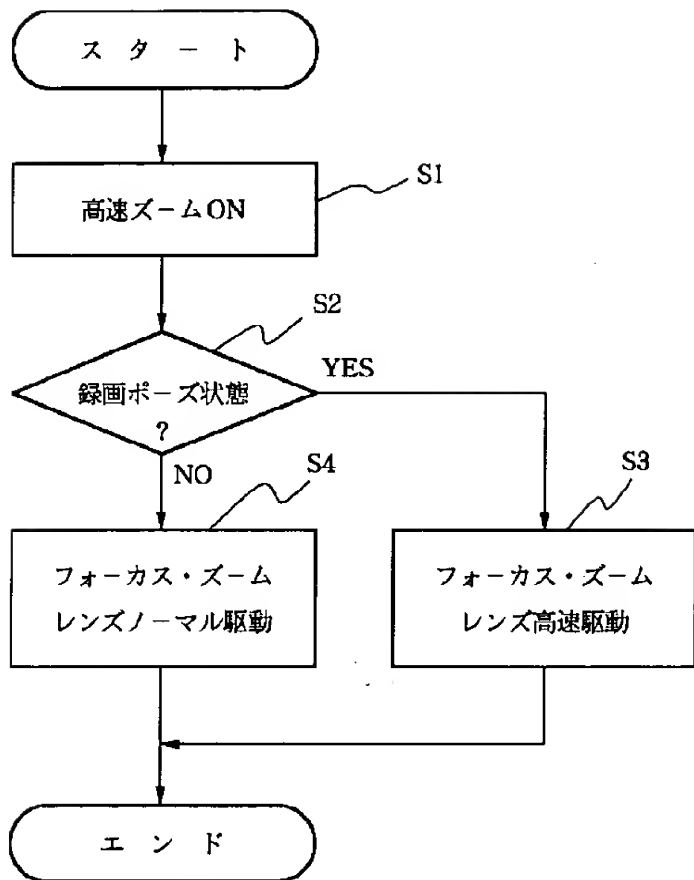 スタート
高速ズームON
S1
S2
録画ポーズ状態
?
YES
NO
S4
S3
フォーカス・ズーム
レンズノーマル駆動
フォーカス・ズーム
レンズ高速駆動
エンド